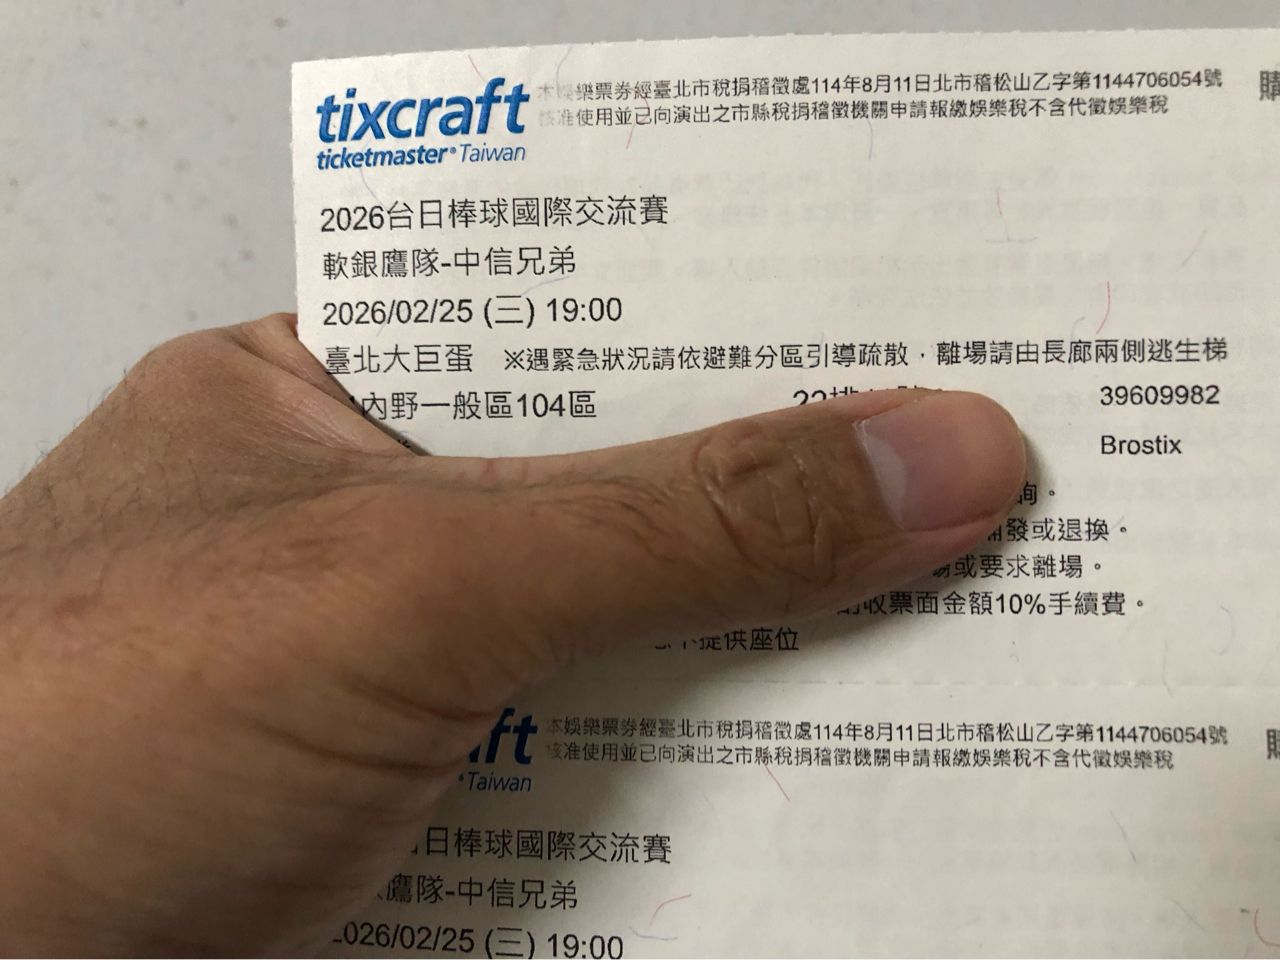 tixcraft
ticketmaster® Taiwan
本娛樂票券經臺北市稅捐稽徵處114年8月11日北市稽松山乙字第1144706054號
核准使用並已向演出之市縣稅捐稽徵機關申請報繳娛樂稅不含代徵娛樂稅
購
2026台日棒球國際交流賽
軟銀鷹隊-中信兄弟
2026/02/25 (三) 19:00
臺北大巨蛋 ※遇緊急狀況請依避難分區引導疏散，離場請由長廊兩側逃生梯
內野一般區104區 39609982
Brostix
詢。
發或退換。
或要求離場。
收票面金額10%手續費。
提供座位
ft
Taiwan
本娛樂票券經臺北市稅捐稽徵處114年8月11日北市稽松山乙字第1144706054號
核准使用並已向演出之市縣稅捐稽徵機關申請報繳娛樂稅不含代徵娛樂稅
購
日棒球國際交流賽
鷹隊-中信兄弟
026/02/25 (三) 19:00